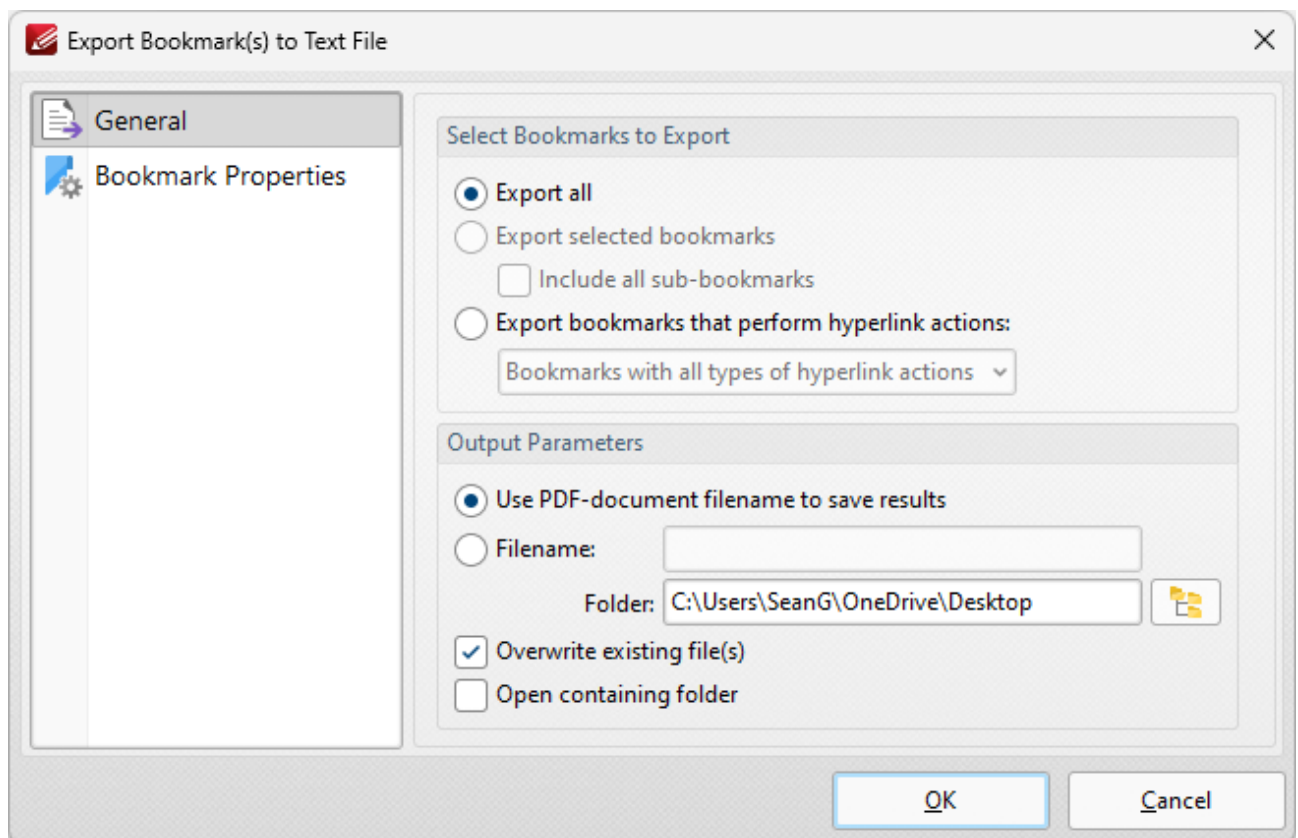 Export Bookmark(s) to Text File
General
Bookmark Properties
Select Bookmarks to Export
Export all
Export selected bookmarks
Include all sub-bookmarks
Export bookmarks that perform hyperlink actions:
Bookmarks with all types of hyperlink actions
Output Parameters
Use PDF-document filename to save results
Filename:
Folder: C:\Users\SeanG\OneDrive\Desktop
Overwrite existing file(s)
Open containing folder
OK Cancel